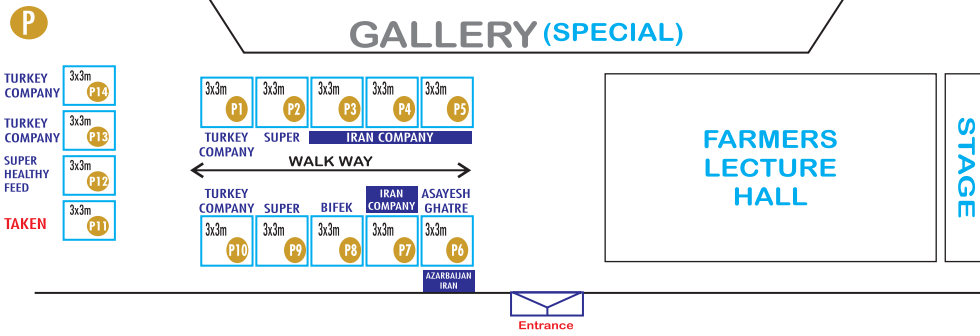 P
GALLERY (SPECIAL)
TURKEY
COMPANY
3x3m
P14
TURKEY
COMPANY
3x3m
P13
SUPER
HEALTHY
FEED
3x3m
P12
TAKEN
3x3m
P11
3x3m
P1
3x3m
P2
3x3m
P3
3x3m
P4
3x3m
P5
TURKEY
COMPANY
SUPER
IRAN COMPANY
WALK WAY
TURKEY
COMPANY
SUPER
BIFEK
IRAN
COMPANY
ASAYESH
GHATRE
3x3m
P10
3x3m
P9
3x3m
P8
3x3m
P7
3x3m
P6
AZARBAIJAN
IRAN
FARMERS
LECTURE
HALL
STAGE
Entrance